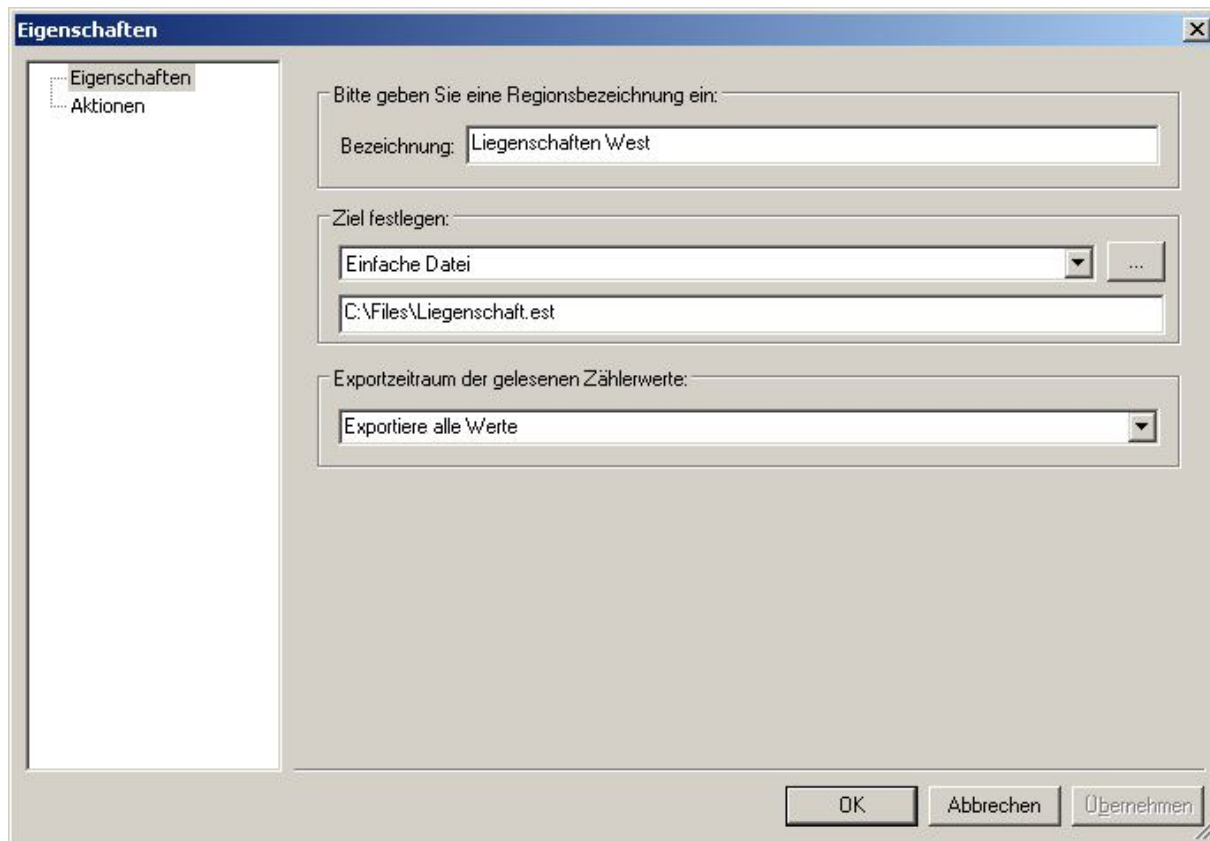 Eigenschaften
Eigenschaften
Aktionen
Bitte geben Sie eine Regionsbezeichnung ein:
Bezeichnung: Liegenschaften West
Ziel festlegen:
Einfache Datei ...
C:\Files\Liegenschaft.est
Exportzeitraum der gelesenen Zählerwerte:
Exportiere alle Werte
OK Abbrechen Übernehmen